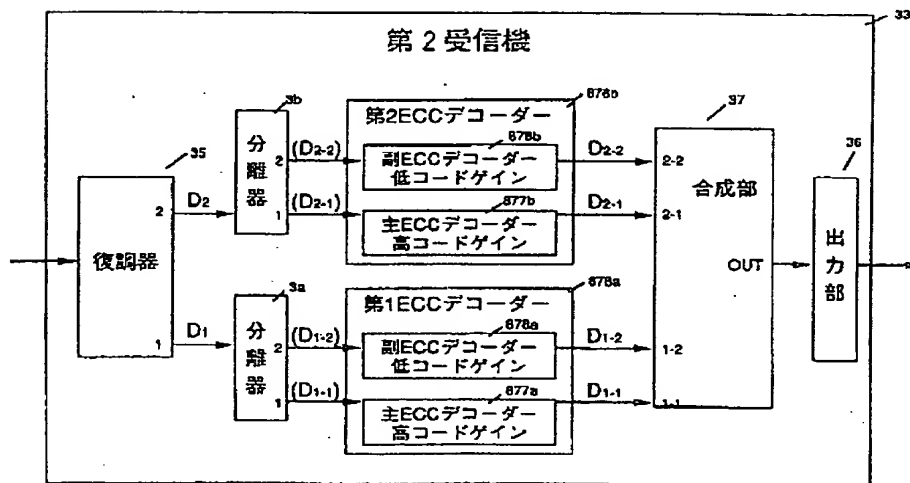 33
第2受信機
3b
分離器
2
1
(D2-2)
(D2-1)
876b
第2ECCデコーダー
878b
副ECCデコーダー
低コードゲイン
877b
主ECCデコーダー
高コードゲイン
D2-2
D2-1
37
2-2
2-1
合成部
OUT
1-2
1-1
36
出力部
35
復調器
2
1
D2
D1
3a
分離器
2
1
(D1-2)
(D1-1)
876a
第1ECCデコーダー
878a
副ECCデコーダー
低コードゲイン
877a
主ECCデコーダー
高コードゲイン
D1-2
D1-1